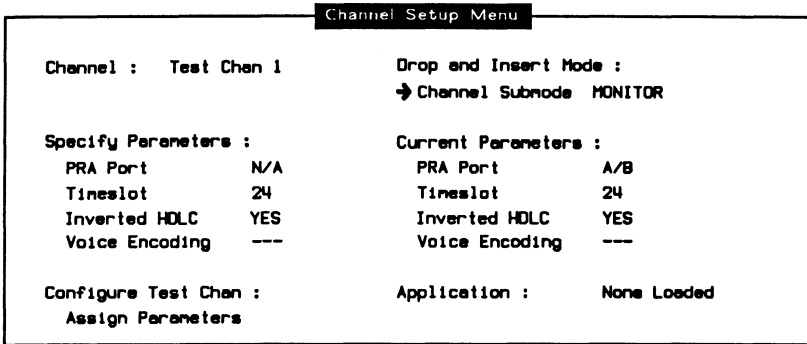 Channel Setup Menu
Channel : Test Chan 1
Drop and Insert Mode :
→ Channel Submode MONITOR
Specify Parameters :
PRA Port N/A
Timeslot 24
Inverted HDLC YES
Voice Encoding ---
Current Parameters :
PRA Port A/B
Timeslot 24
Inverted HDLC YES
Voice Encoding ---
Configure Test Chan :
Assign Parameters
Application : None Loaded